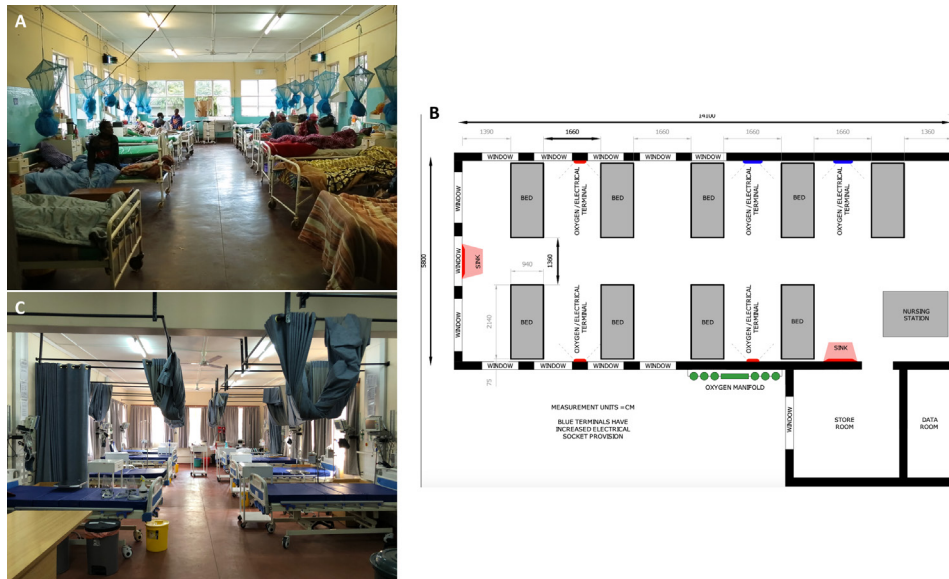 A
B
14100
1390
1660
1660
1660
1660
1360
WINDOW WINDOW WINDOW WINDOW WINDOW
WINDOW
WINDOW
WINDOW
5800
BED
OXYGEN / ELECTRICAL
TERMINAL
BED
BED
OXYGEN / ELECTRICAL
TERMINAL
BED
OXYGEN / ELECTRICAL
TERMINAL
SINK
940
1360
2140
75
BED
OXYGEN / ELECTRICAL
TERMINAL
BED
BED
OXYGEN / ELECTRICAL
TERMINAL
BED
NURSING
STATION
SINK
WINDOW WINDOW WINDOW WINDOW
OXYGEN MANIFOLD
MEASUREMENT UNITS =CM
BLUE TERMINALS HAVE
INCREASED ELECTRICAL
SOCKET PROVISION
WINDOW
STORE
ROOM
DATA
ROOM
C